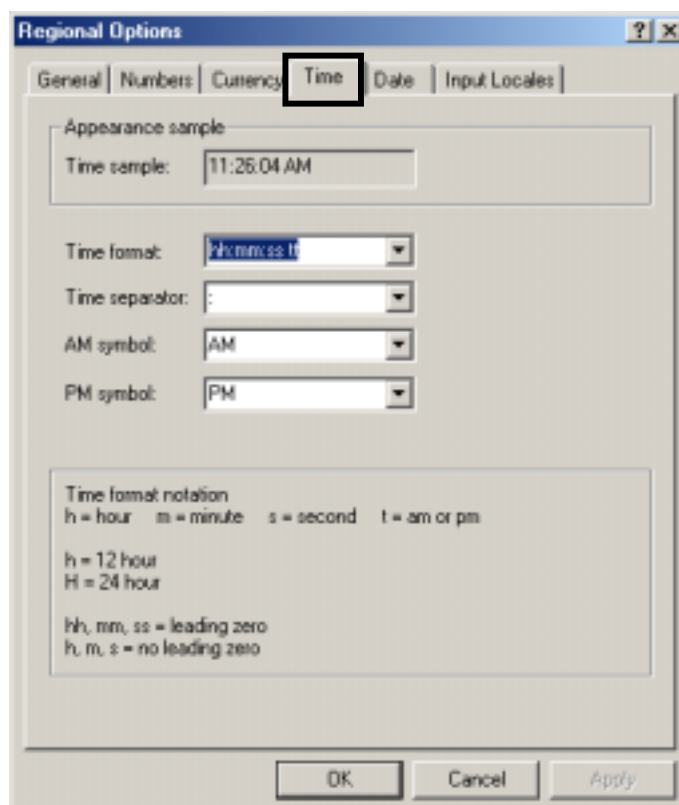 Regional Options
General Numbers Currency Time Date Input Locales
Appearance sample
Time sample: 11:26:04 AM
Time format: hh:mm:ss tt
Time separator: :
AM symbol: AM
PM symbol: PM
Time format notation
h = hour m = minute s = second t = am or pm
h = 12 hour
H = 24 hour
hh, mm, ss = leading zero
h, m, s = no leading zero
OK Cancel Apply